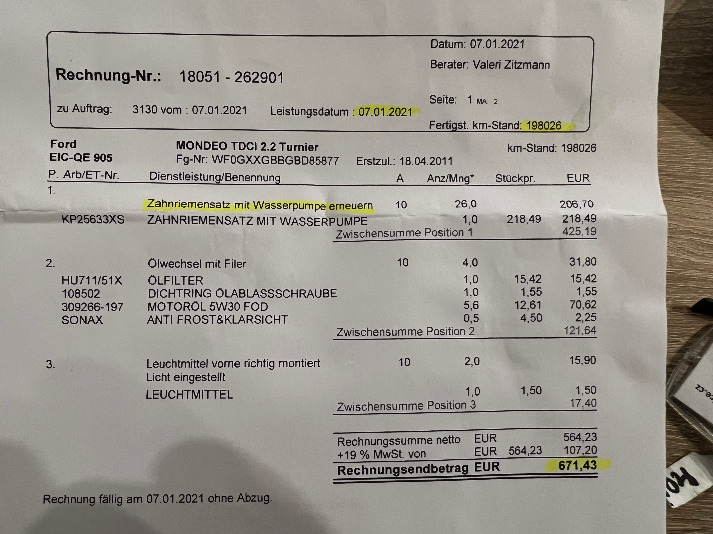 Datum: 07.01.2021
Rechnung-Nr.: 18051 - 262901
Berater: Valeri Zitzmann
zu Auftrag: 3130 vom : 07.01.2021 Leistungsdatum : 07.01.2021
Seite: 1 MA: 2
Fertigst. km-Stand: 198026
Ford MONDEO TDCI 2.2 Turnier km-Stand: 198026
EIC-QE 905 Fg-Nr: WF0GXXGBBGBD85877 Erstzul.: 18.04.2011
P. Arb/ET-Nr. Dienstleistung/Benennung A Anz/Mng* Stückpr. EUR
1.
Zahnriemensatz mit Wasserpumpe erneuern 10 26,0 206,70
KP25633XS ZAHNRIEMENSATZ MIT WASSERPUMPE 1,0 218,49 218,49
Zwischensumme Position 1 425,19
2. Ölwechsel mit Filer 10 4,0 31,80
HU711/51X ÖLFILTER 1,0 15,42 15,42
108502 DICHTRING ÖLABLASSSCHRAUBE 1,0 1,55 1,55
309266-197 MOTORÖL 5W30 FOD 5,6 12,61 70,62
SONAX ANTI FROST&KLARSICHT 0,5 4,50 2,25
Zwischensumme Position 2 121,64
3. Leuchtmittel vorne richtig montiert 10 2,0 15,90
Licht eingestellt
LEUCHTMITTEL 1,0 1,50 1,50
Zwischensumme Position 3 17,40
Rechnungssumme netto EUR 564,23
+19 % MwSt. von EUR 564,23 107,20
Rechnungsendbetrag EUR 671,43
Rechnung fällig am 07.01.2021 ohne Abzug.